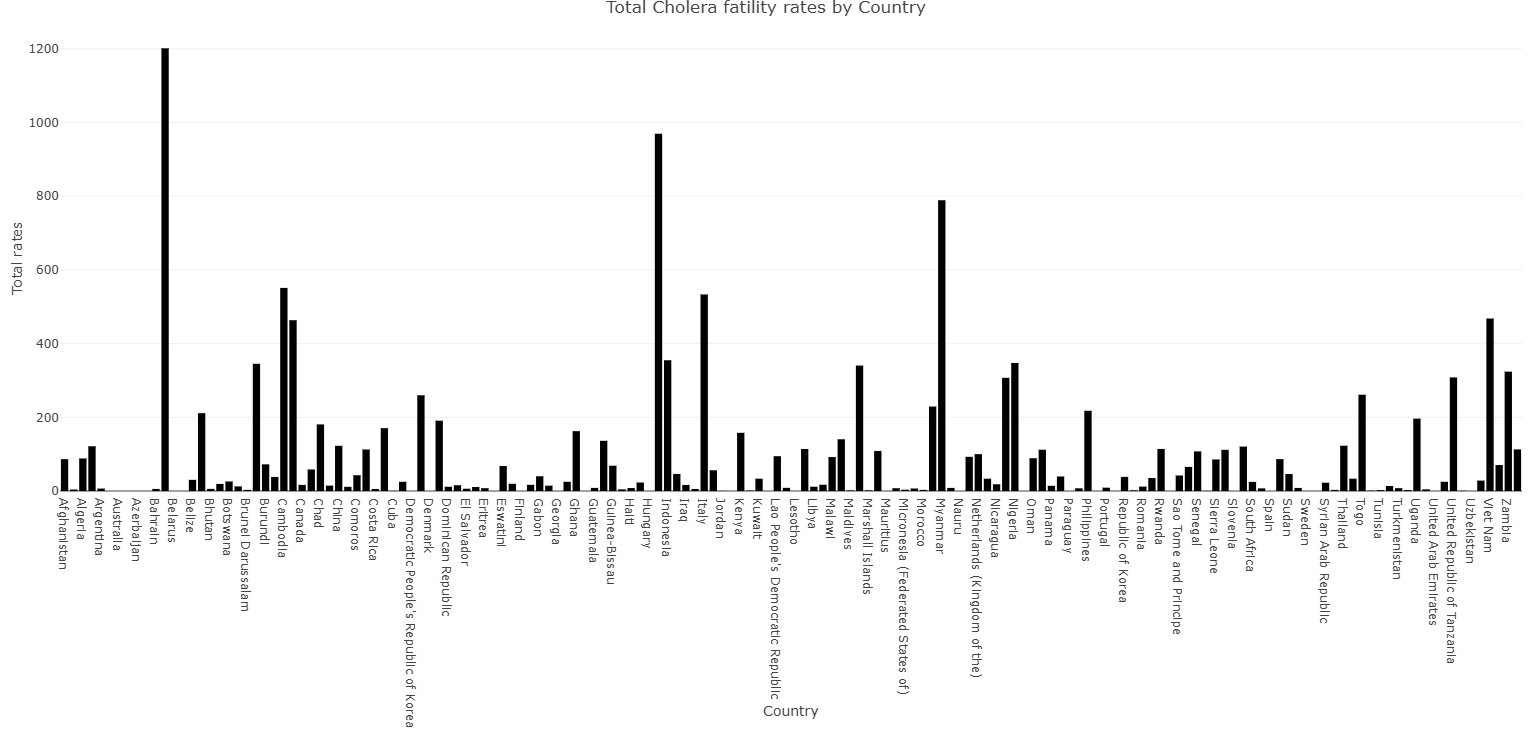 Total Cholera fatility rates by Country
1200
1000
800
600
400
200
0
Total rates
Afghanistan
Algeria
Argentina
Australia
Azerbaijan
Bahrain
Belarus
Belize
Bhutan
Botswana
Brunei Darussalam
Burundi
Cambodia
Canada
Chad
China
Comoros
Costa Rica
Cuba
Democratic People's Republic of Korea
Denmark
Dominican Republic
El Salvador
Eritrea
Eswatini
Finland
Gabon
Georgia
Ghana
Guatemala
Guinea-Bissau
Haiti
Hungary
Indonesia
Iraq
Italy
Jordan
Kenya
Kuwait
Lao People's Democratic Republic
Lesotho
Libya
Malawi
Maldives
Marshall Islands
Mauritius
Micronesia (Federated States of)
Morocco
Myanmar
Nauru
Netherlands (Kingdom of the)
Nicaragua
Nigeria
Oman
Panama
Paraguay
Philippines
Portugal
Republic of Korea
Romania
Rwanda
Sao Tome and Principe
Senegal
Sierra Leone
Slovenia
South Africa
Spain
Sudan
Sweden
Syrian Arab Republic
Thailand
Togo
Tunisia
Turkmenistan
Uganda
United Arab Emirates
United Republic of Tanzania
Uzbekistan
Viet Nam
Zambia
Country